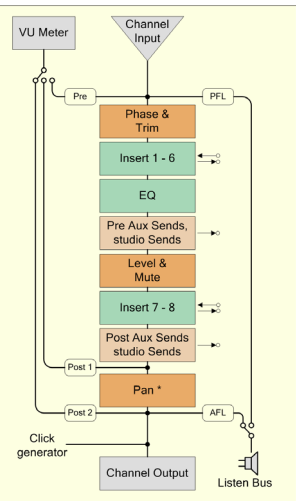 VU Meter
Channel
Input
Pre
PFL
Phase &
Trim
Insert 1 - 6
EQ
Pre Aux Sends,
studio Sends
Level &
Mute
Insert 7 - 8
Post Aux Sends
studio Sends
Post 1
Pan *
Post 2
AFL
Click
generator
Channel Output
Listen Bus